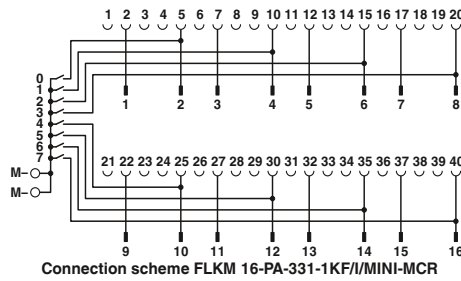 1 2 3 4 5 6 7 8 9 10 11 12 13 14 15 16 17 18 19 20
0
1
2
3
4
5
6
7
1 2 3 4 5 6 7 8
M–
M–
21 22 23 24 25 26 27 28 29 30 31 32 33 34 35 36 37 38 39 40
9 10 11 12 13 14 15 16
Connection scheme FLKM 16-PA-331-1KF/I/MINI-MCR